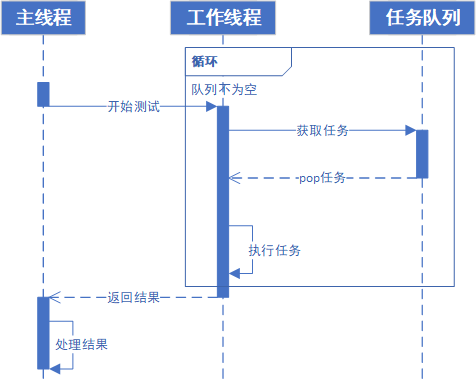 主线程
工作线程
任务队列
循环
队列不为空
开始测试
获取任务
pop任务
执行任务
返回结果
处理结果